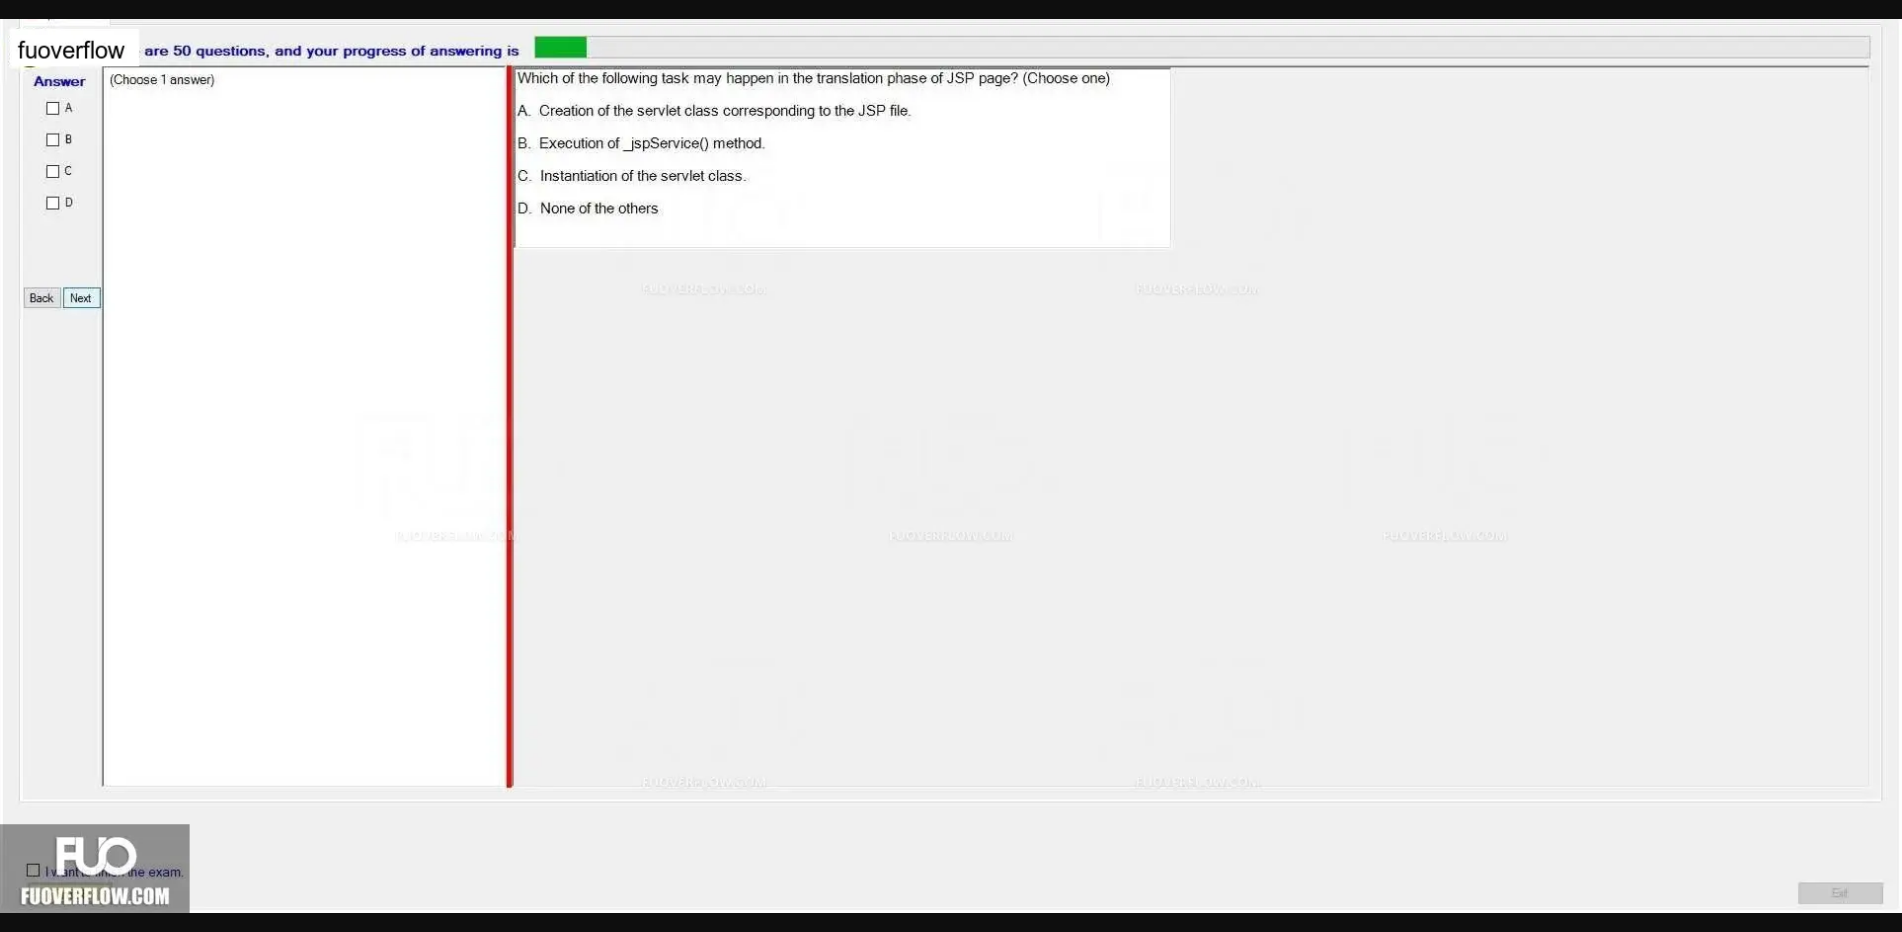 fuoverflow are 50 questions, and your progress of answering is
Answer
(Choose 1 answer)
A
B
C
D
Back Next
Which of the following task may happen in the translation phase of JSP page? (Choose one)
A. Creation of the servlet class corresponding to the JSP file.
B. Execution of _jspService() method.
C. Instantiation of the servlet class.
D. None of the others
FUOVERFLOW.COM FUOVERFLOW.COM
FUOVERFLOW.COM FUOVERFLOW.COM FUOVERFLOW.COM
FUOVERFLOW.COM FUOVERFLOW.COM
FUO
I want the exam.
FUOVERFLOW.COM
Exit